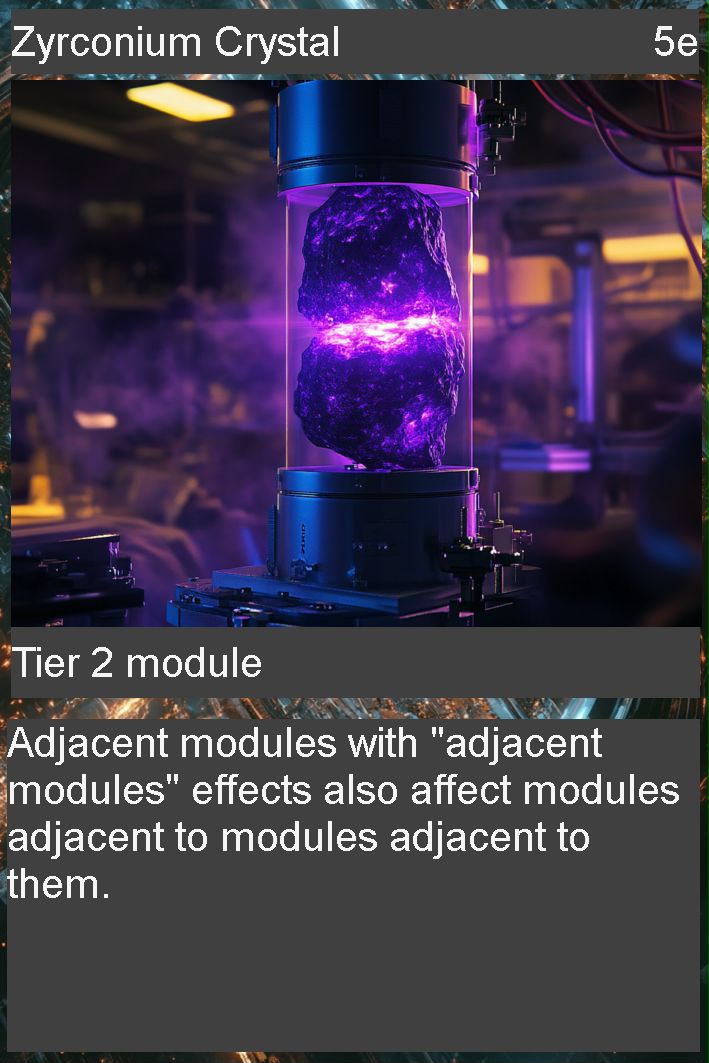 Zyrconium Crystal 5e
Tier 2 module
Adjacent modules with "adjacent
modules" effects also affect modules
adjacent to modules adjacent to
them.